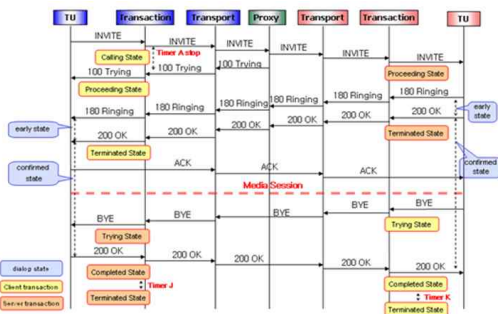 TU Transaction Transport Proxy Transport Transaction TU
INVITE INVITE INVITE INVITE INVITE INVITE
Calling State
Timer A stop
100 Trying 100 Trying 100 Trying
Proceeding State
Proceeding State
180 Ringing 180 Ringing 180 Ringing 180 Ringing 180 Ringing 180 Ringing
early state
early state
200 OK 200 OK 200 OK 200 OK 200 OK 200 OK
Terminated State
Terminated State
confirmed state
confirmed state
ACK ACK ACK
Media Session
BYE BYE BYE BYE BYE
Trying State
Trying State
200 OK 200 OK 200 OK 200 OK 200 OK
dialog state
Client transaction
Server transaction
Completed State
Timer J
Terminated State
Completed State
Timer K
Terminated State